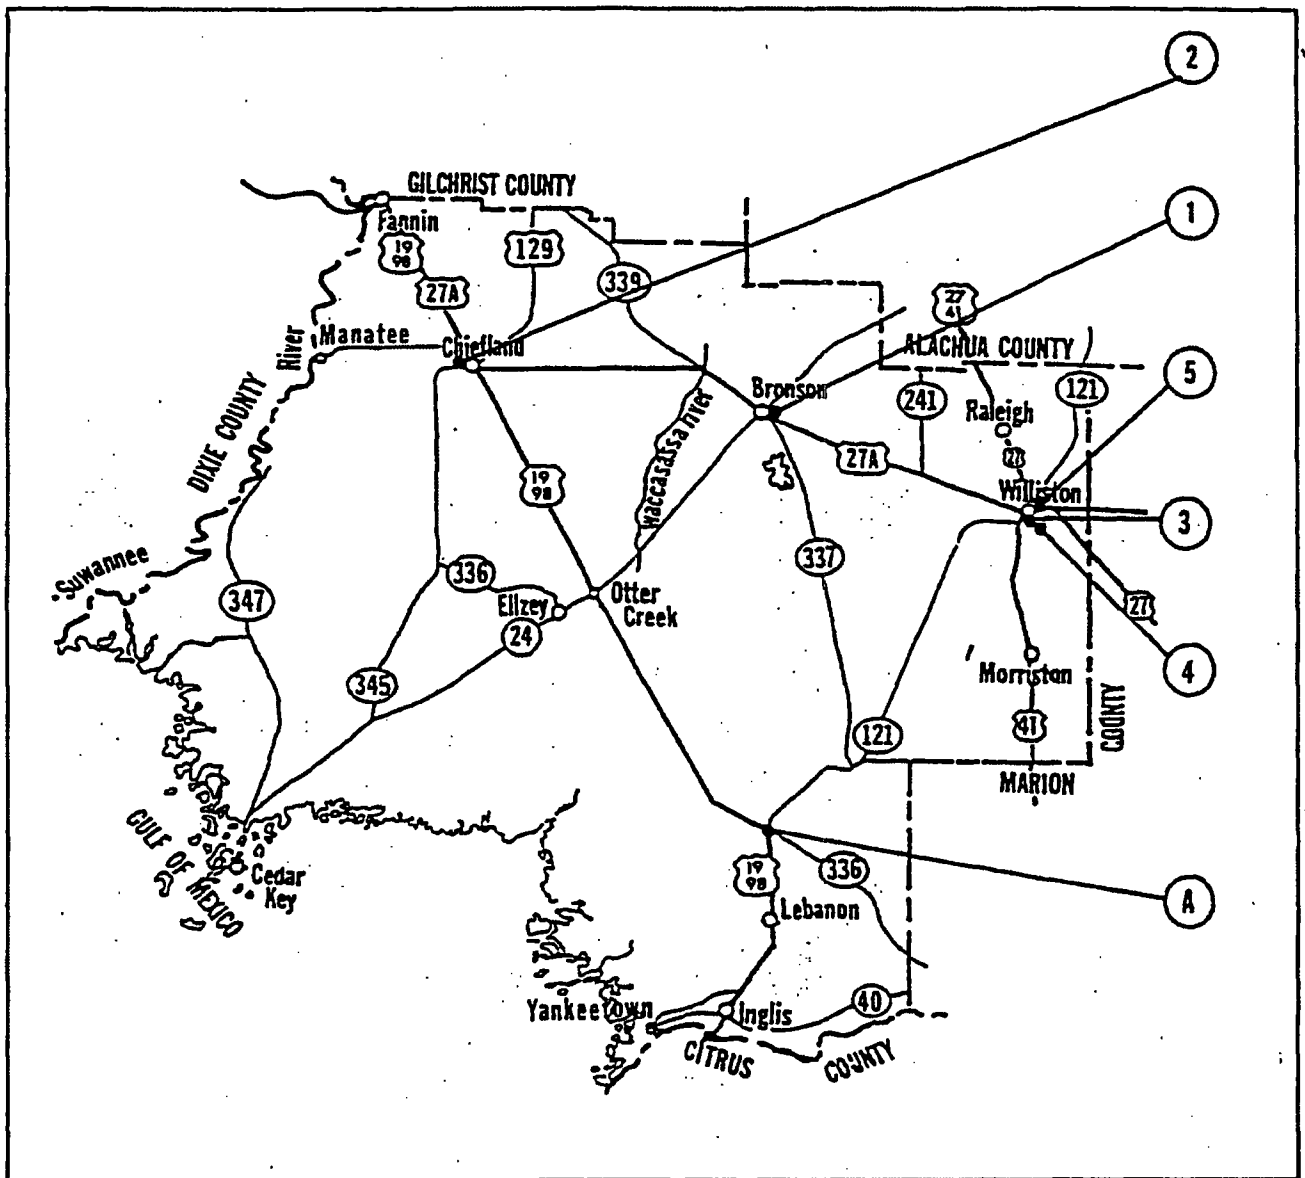 2
GILCHRIST COUNTY
1
Fannin
19
98
129
339
27A
27
41
River
Manatee
Chiefland
ALACHUA COUNTY
5
DIXIE COUNTY
Bronson
241
121
Raleigh
Waccasassa river
27A
27
19
98
Williston
3
Suwannee
336
337
347
Ellzey
Otter
Creek
27
24
4
345
Morriston
121
41
COUNTY
MARION
GULF OF MEXICO
Cedar
Key
19
98
336
A
Lebanon
Yankeetown
Inglis
40
CITRUS
COUNTY